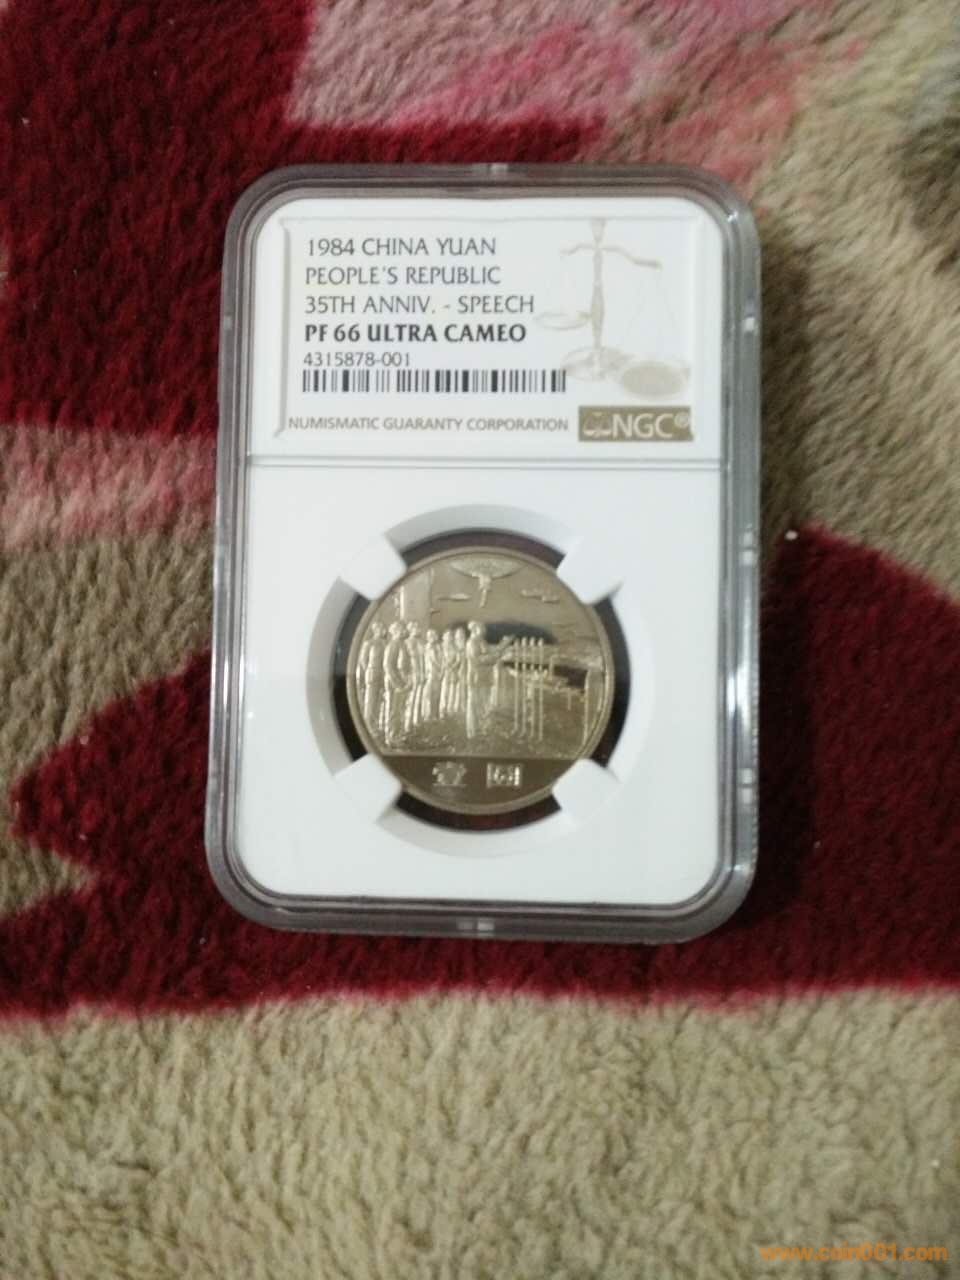 1984 CHINA YUAN
PEOPLE'S REPUBLIC
35TH ANNIV. - SPEECH
PF 66 ULTRA CAMEO
4315878-001
NUMISMATIC GUARANTY CORPORATION NGC®
壹圆
www.coin001.com